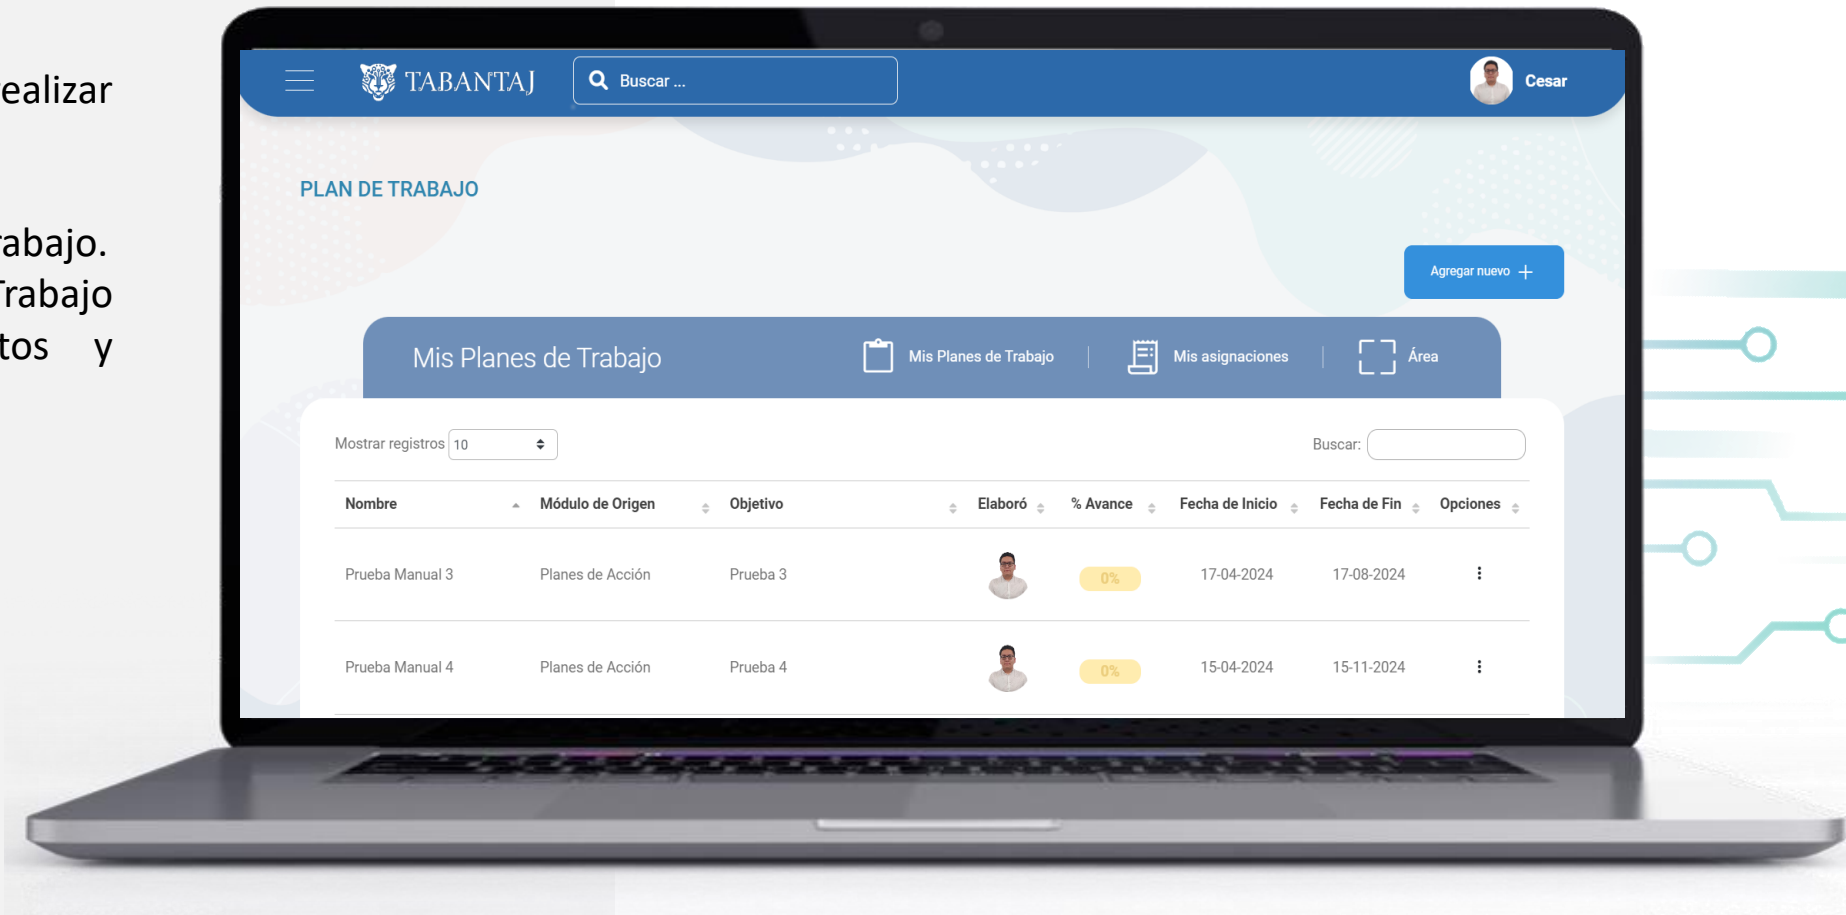 realizar
TABANTAJ
Buscar ...
Cesar
PLAN DE TRABAJO
rabajo.
Trabajo
tos y
Agregar nuevo +
Mis Planes de Trabajo
Mis Planes de Trabajo
Mis asignaciones
Área
Mostrar registros 10
Buscar:
Nombre Módulo de Origen Objetivo Elaboró % Avance Fecha de Inicio Fecha de Fin Opciones
Prueba Manual 3 Planes de Acción Prueba 3 0% 17-04-2024 17-08-2024
Prueba Manual 4 Planes de Acción Prueba 4 0% 15-04-2024 15-11-2024